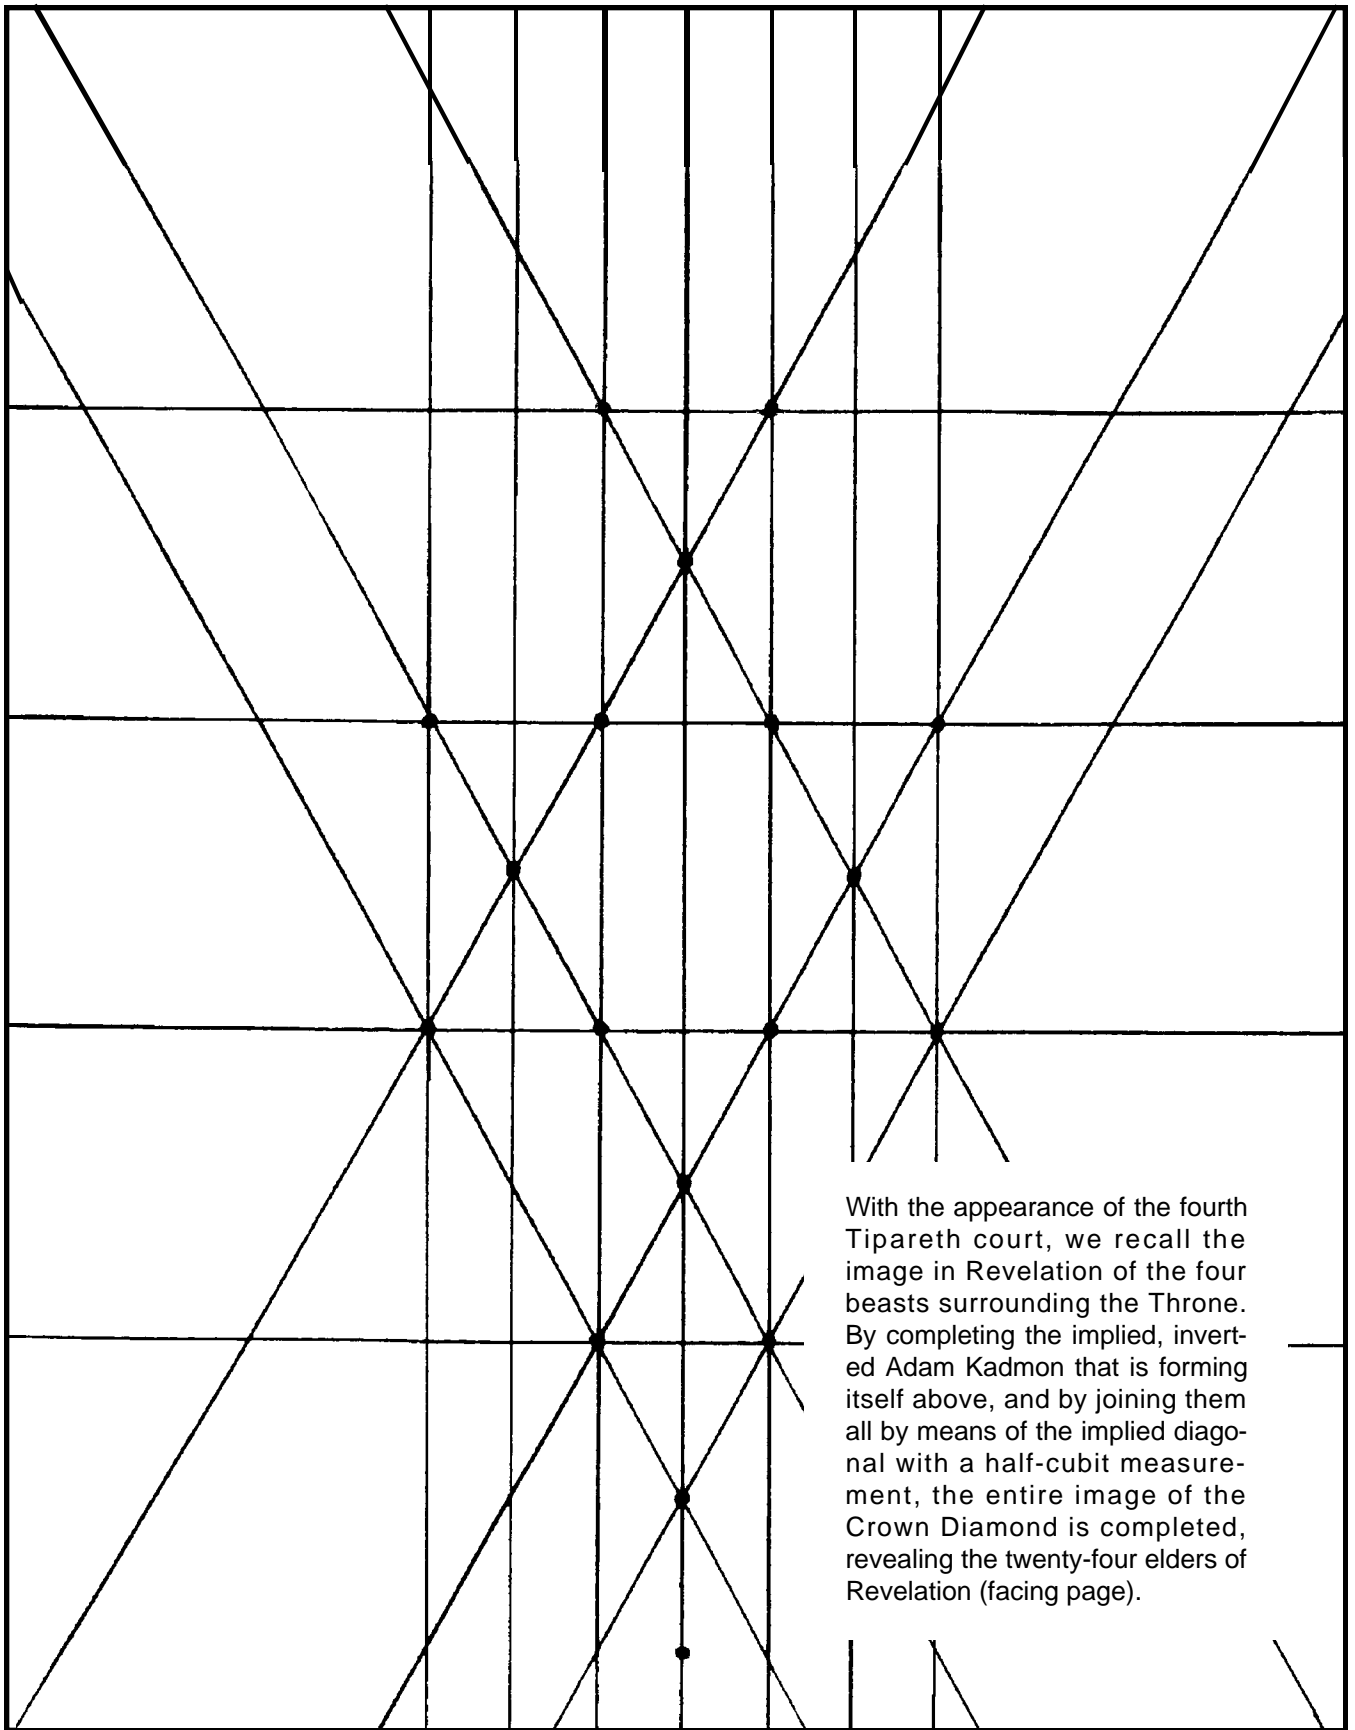 With the appearance of the fourth
Tipareth court, we recall the
image in Revelation of the four
beasts surrounding the Throne.
By completing the implied, invert-
ed Adam Kadmon that is forming
itself above, and by joining them
all by means of the implied diago-
nal with a half-cubit measure-
ment, the entire image of the
Crown Diamond is completed,
revealing the twenty-four elders of
Revelation (facing page).